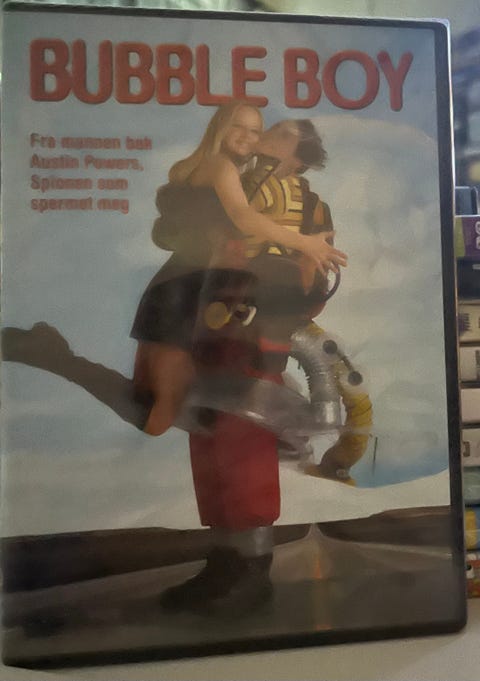 BUBBLE BOY
Fra mannen bak
Austin Powers,
Spionen som
spermet meg